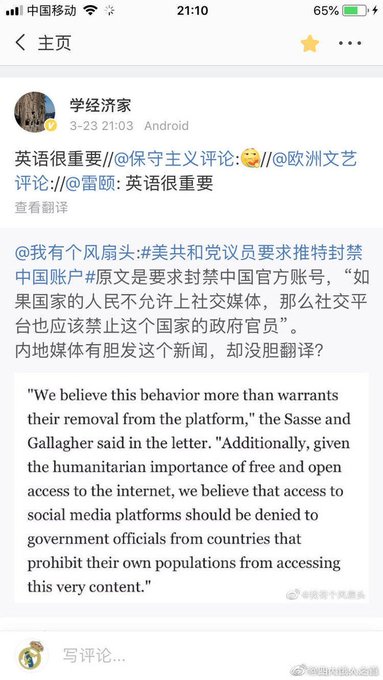 中国移动 21:10 65%
主页
学经济家
3-23 21:03 Android
英语很重要//@保守主义评论://@欧洲文艺
评论://@雷颐: 英语很重要
查看翻译
@我有个风扇头:#美共和党议员要求推特封禁
中国账户#原文是要求封禁中国官方账号，“如
果国家的人民不允许上社交媒体，那么社交平
台也应该禁止这个国家的政府官员”。
内地媒体有胆发这个新闻，却没胆翻译？
"We believe this behavior more than warrants
their removal from the platform," the Sasse and
Gallagher said in the letter. "Additionally, given
the humanitarian importance of free and open
access to the internet, we believe that access to
social media platforms should be denied to
government officials from countries that
prohibit their own populations from accessing
this very content."
@我有个风扇头
写评论...